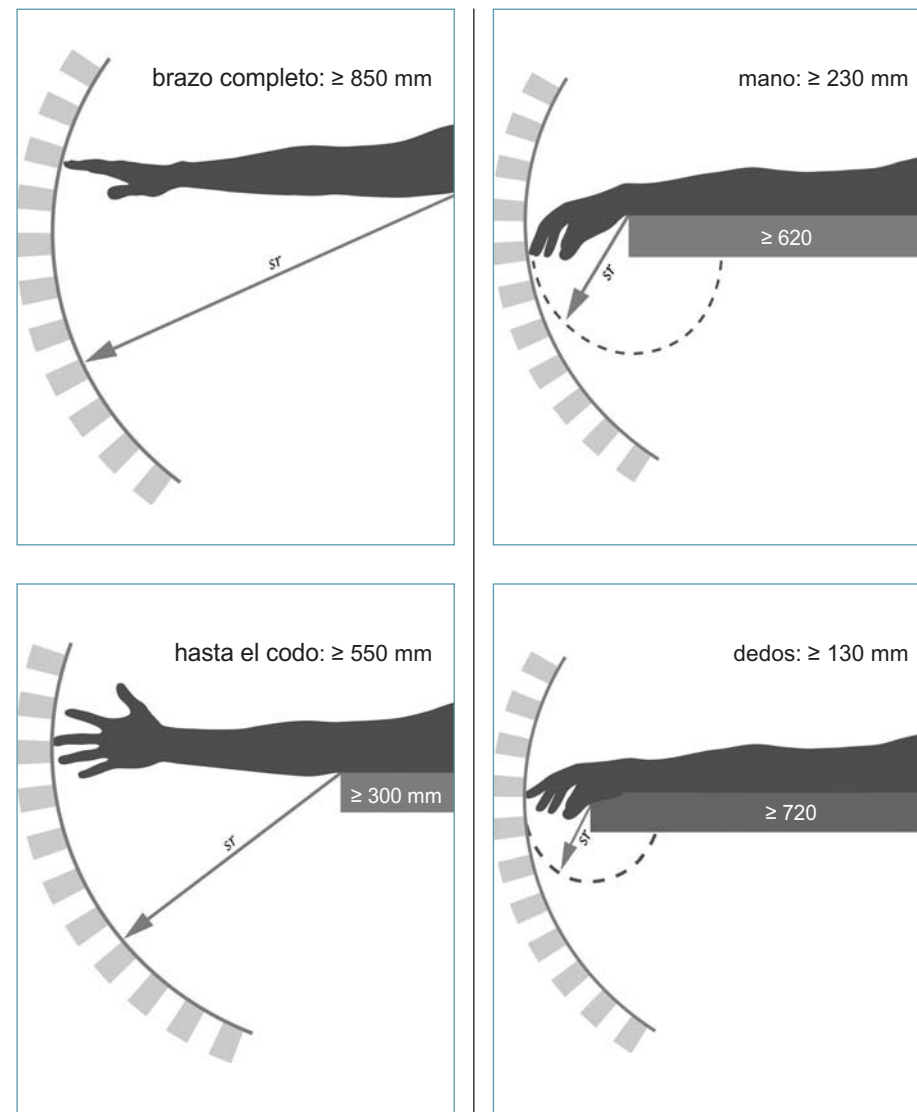 brazo completo: ≥ 850 mm
sr
mano: ≥ 230 mm
≥ 620
sr
hasta el codo: ≥ 550 mm
≥ 300 mm
sr
dedos: ≥ 130 mm
≥ 720
sr